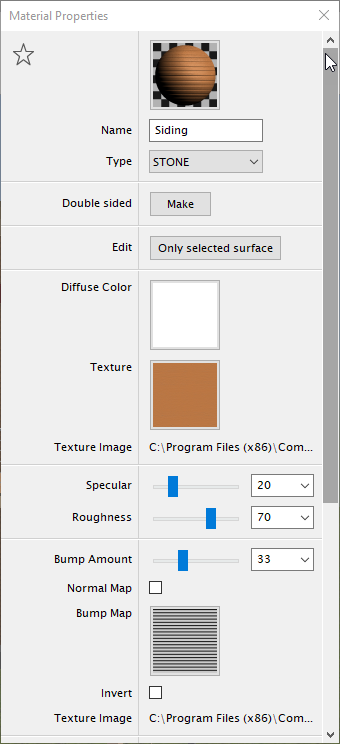 Material Properties
Name Siding
Type STONE
Double sided Make
Edit Only selected surface
Diffuse Color
Texture
Texture Image C:\Program Files (x86)\Com...
Specular 20
Roughness 70
Bump Amount 33
Normal Map
Bump Map
Invert
Texture Image C:\Program Files (x86)\Com...